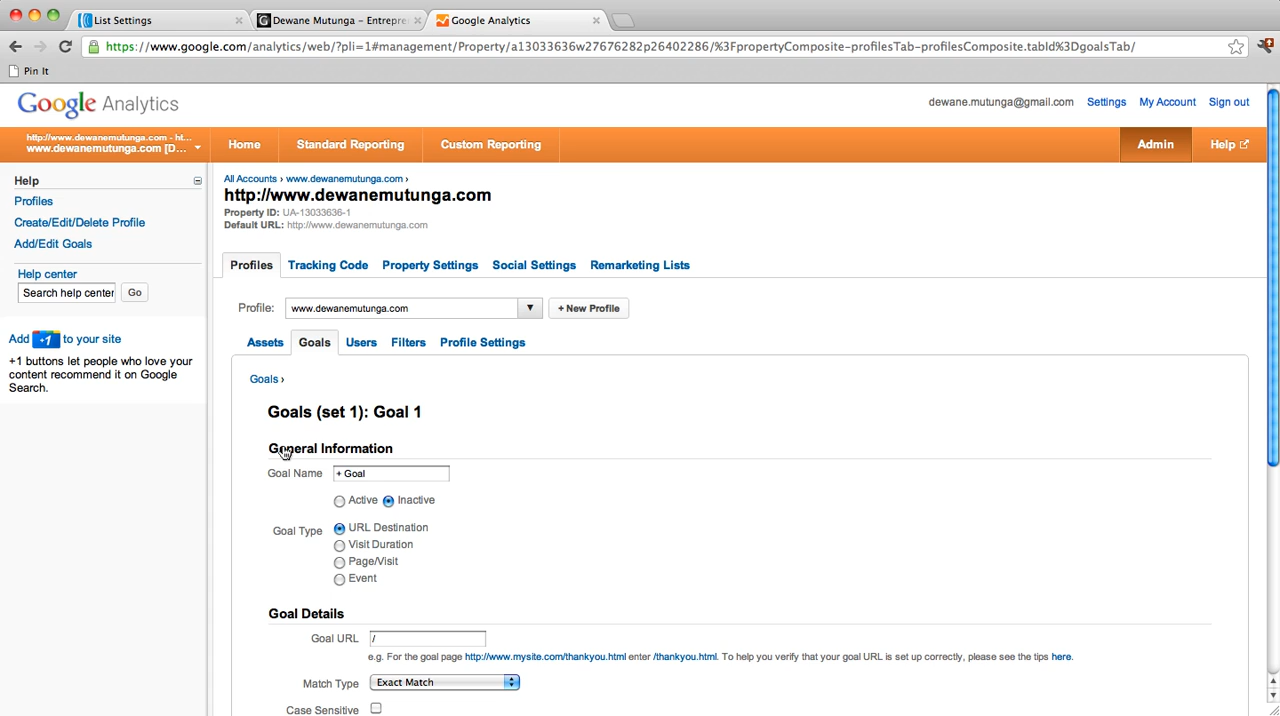 List Settings
Dewane Mutunga – Entrepre
Google Analytics
https://www.google.com/analytics/web/?pli=1#management/Property/a13033636w27676282p26402286/%3FpropertyComposite-profilesTab-profilesComposite.tabId%3DgoalsTab/
Pin It
Google Analytics
dewane.mutunga@gmail.com Settings My Account Sign out
http://www.dewanemutunga.com - ht...
www.dewanemutunga.com [D...
Home Standard Reporting Custom Reporting Admin Help
Help
Profiles
Create/Edit/Delete Profile
Add/Edit Goals
Help center
Search help center Go
Add +1 to your site
+1 buttons let people who love your
content recommend it on Google
Search.
All Accounts › www.dewanemutunga.com ›
http://www.dewanemutunga.com
Property ID: UA-13033636-1
Default URL: http://www.dewanemutunga.com
Profiles Tracking Code Property Settings Social Settings Remarketing Lists
Profile: www.dewanemutunga.com + New Profile
Assets Goals Users Filters Profile Settings
Goals ›
Goals (set 1): Goal 1
General Information
Goal Name + Goal
Active Inactive
Goal Type URL Destination
Visit Duration
Page/Visit
Event
Goal Details
Goal URL /
e.g. For the goal page http://www.mysite.com/thankyou.html enter /thankyou.html. To help you verify that your goal URL is set up correctly, please see the tips here.
Match Type Exact Match
Case Sensitive